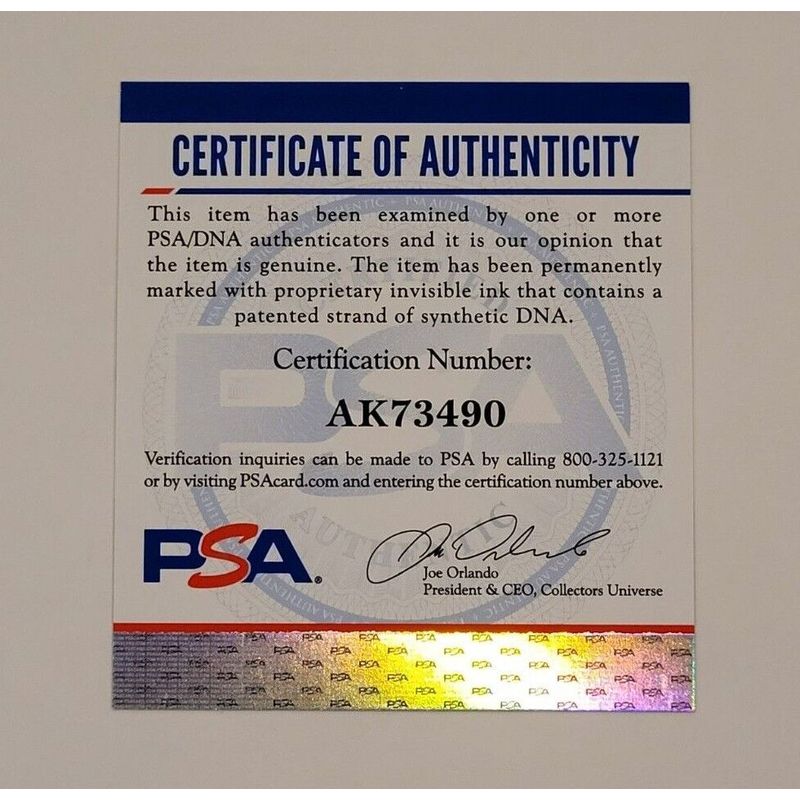 CERTIFICATE OF AUTHENTICITY
This item has been examined by one or more
PSA/DNA authenticators and it is our opinion that
the item is genuine. The item has been permanently
marked with proprietary invisible ink that contains a
patented strand of synthetic DNA.
Certification Number:
AK73490
Verification inquiries can be made to PSA by calling 800-325-1121
or by visiting PSAcard.com and entering the certification number above.
PSA®
Joe Orlando
President & CEO, Collectors Universe